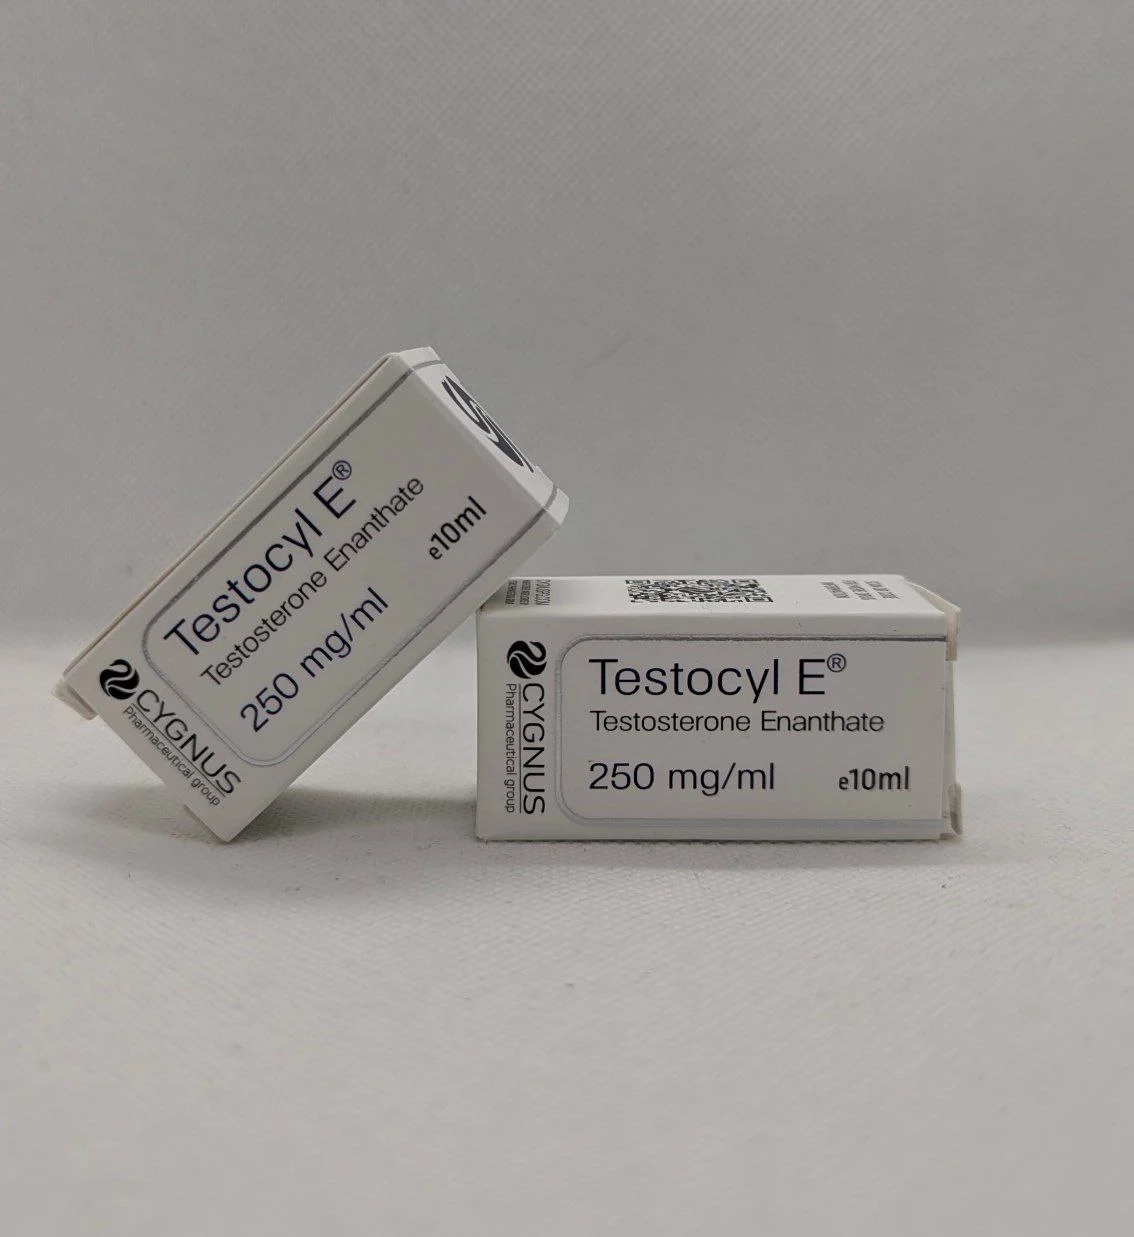 Testocyl E®
Testosterone Enanthate
250 mg/ml
e10ml
CYGNUS
Pharmaceutical group
Testocyl E®
Testosterone Enanthate
250 mg/ml
e10ml
CYGNUS
Pharmaceutical group